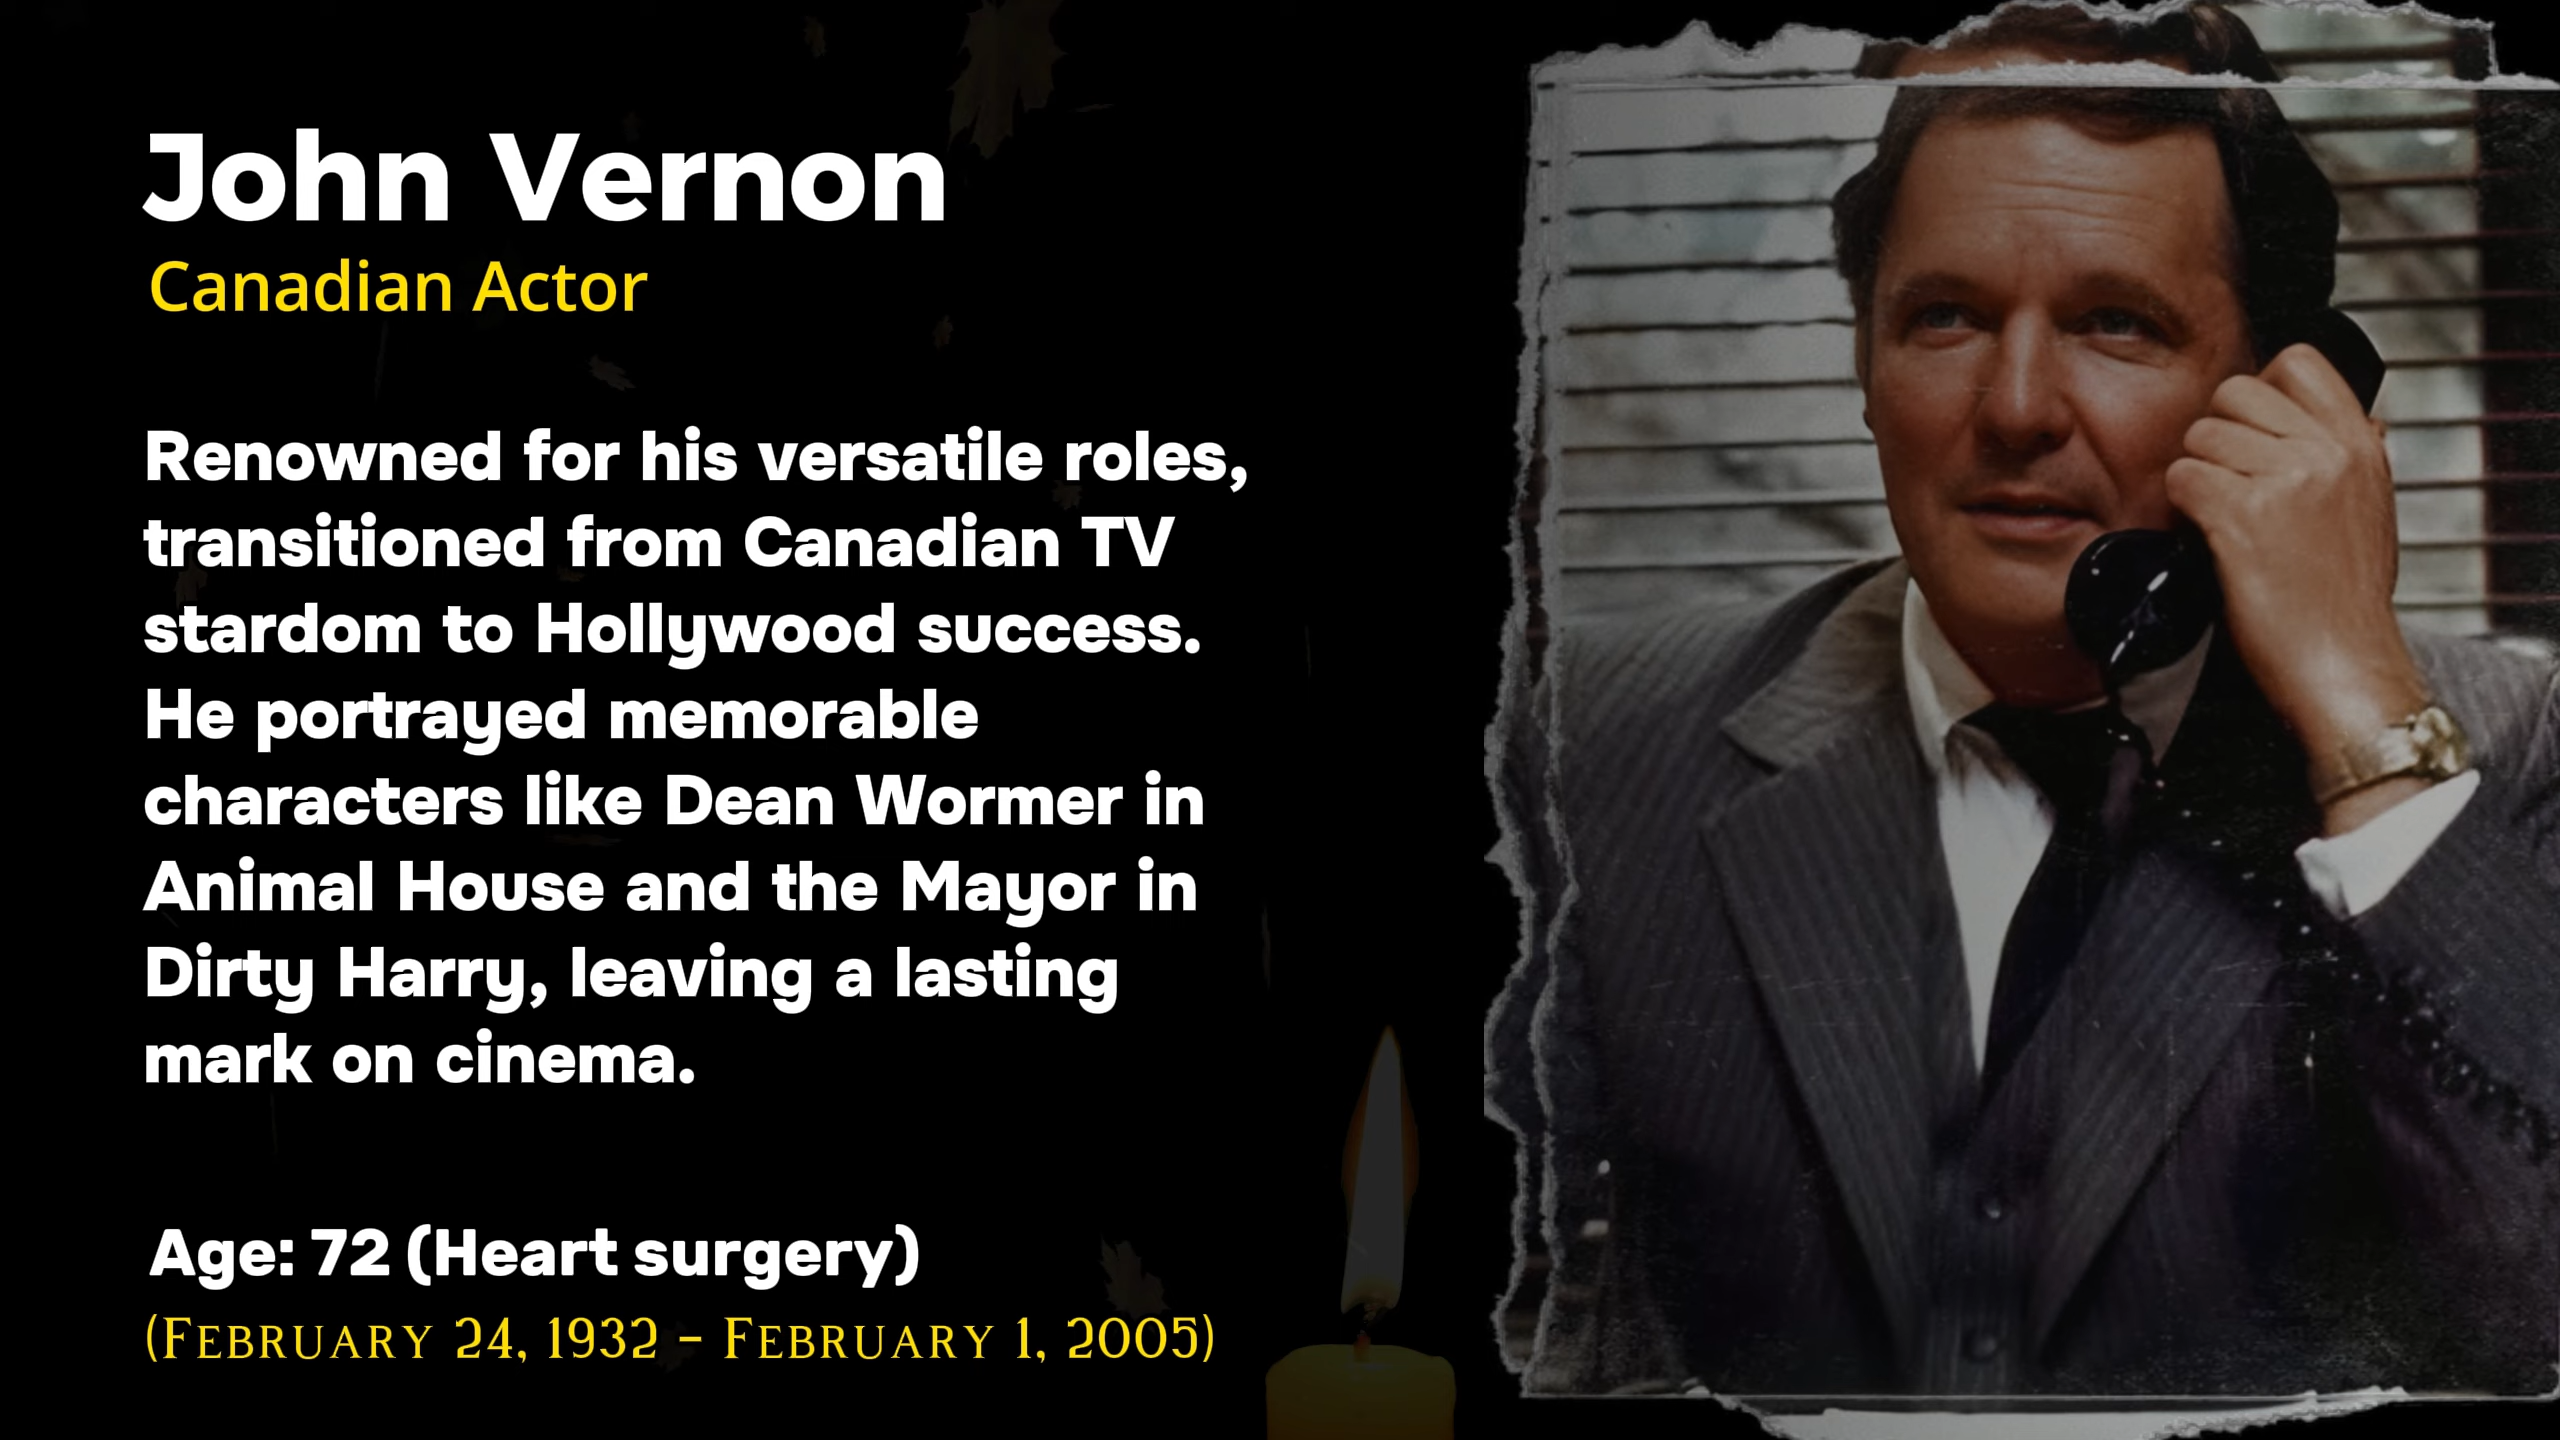 John Vernon
Canadian Actor
Renowned for his versatile roles,
transitioned from Canadian TV
stardom to Hollywood success.
He portrayed memorable
characters like Dean Wormer in
Animal House and the Mayor in
Dirty Harry, leaving a lasting
mark on cinema.
Age: 72 (Heart surgery)
(February 24, 1932 – February 1, 2005)